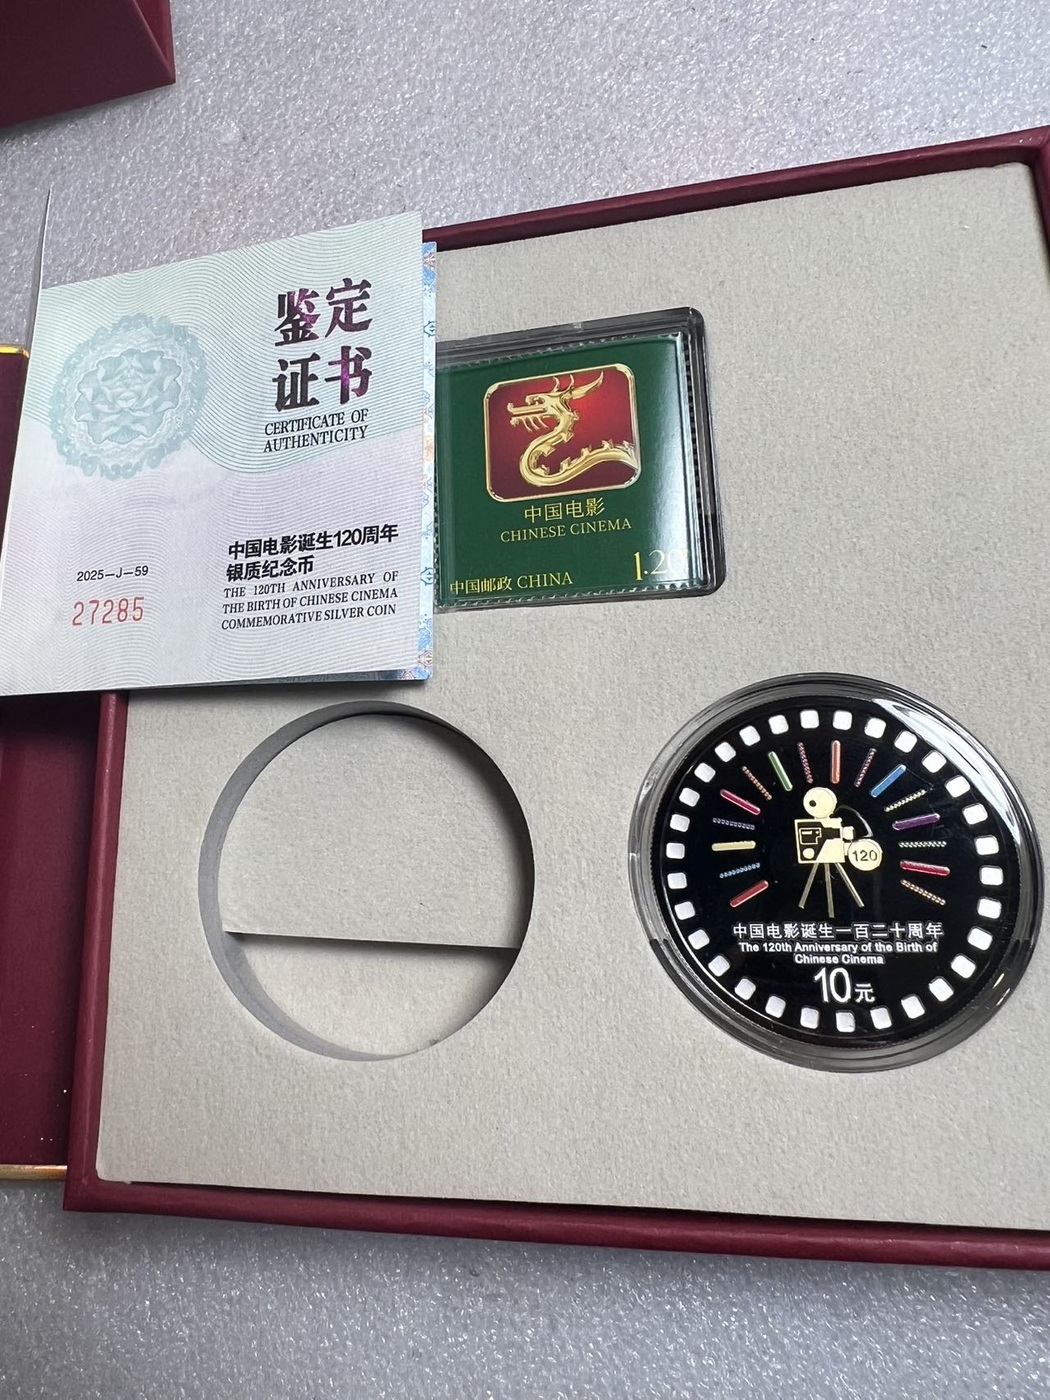 鉴定
证书
CERTIFICATE OF
AUTHENTICITY
中国电影诞生120周年
银质纪念币
THE 120TH ANNIVERSARY OF
THE BIRTH OF CHINESE CINEMA
COMMEMORATIVE SILVER COIN
2025—J—59
27285
中国电影
CHINESE CINEMA
1.20
中国邮政 CHINA
120
中国电影诞生一百二十周年
The 120th Anniversary of the Birth of
Chinese Cinema
10元